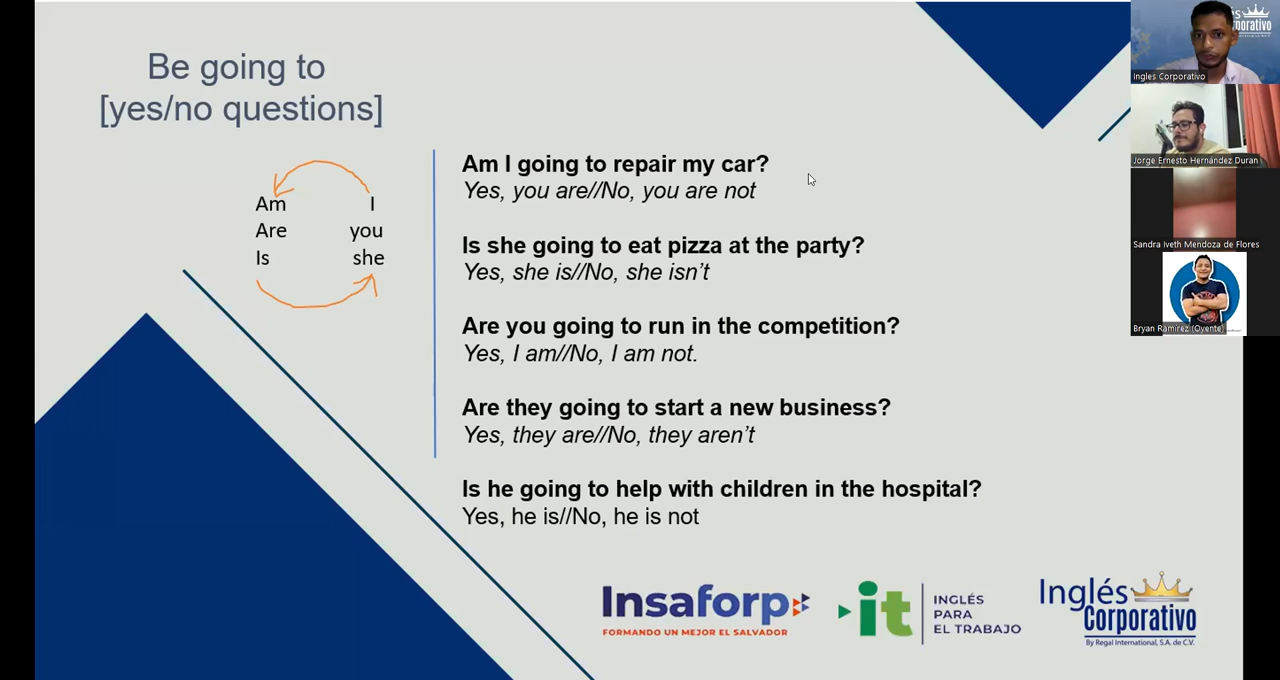 Be going to
[yes/no questions]
Am I
Are you
Is she
Am I going to repair my car?
Yes, you are//No, you are not
Is she going to eat pizza at the party?
Yes, she is//No, she isn't
Are you going to run in the competition?
Yes, I am//No, I am not.
Are they going to start a new business?
Yes, they are//No, they aren't
Is he going to help with children in the hospital?
Yes, he is//No, he is not
Insaforp
FORMANDO UN MEJOR EL SALVADOR
it
INGLÉS
PARA
EL TRABAJO
Inglés
Corporativo
By Regal International, S.A. de C.V.
Ingles Corporativo
Jorge Ernesto Hernández Duran
Sandra Iveth Mendoza de Flores
Bryan Ramírez (Oyente)